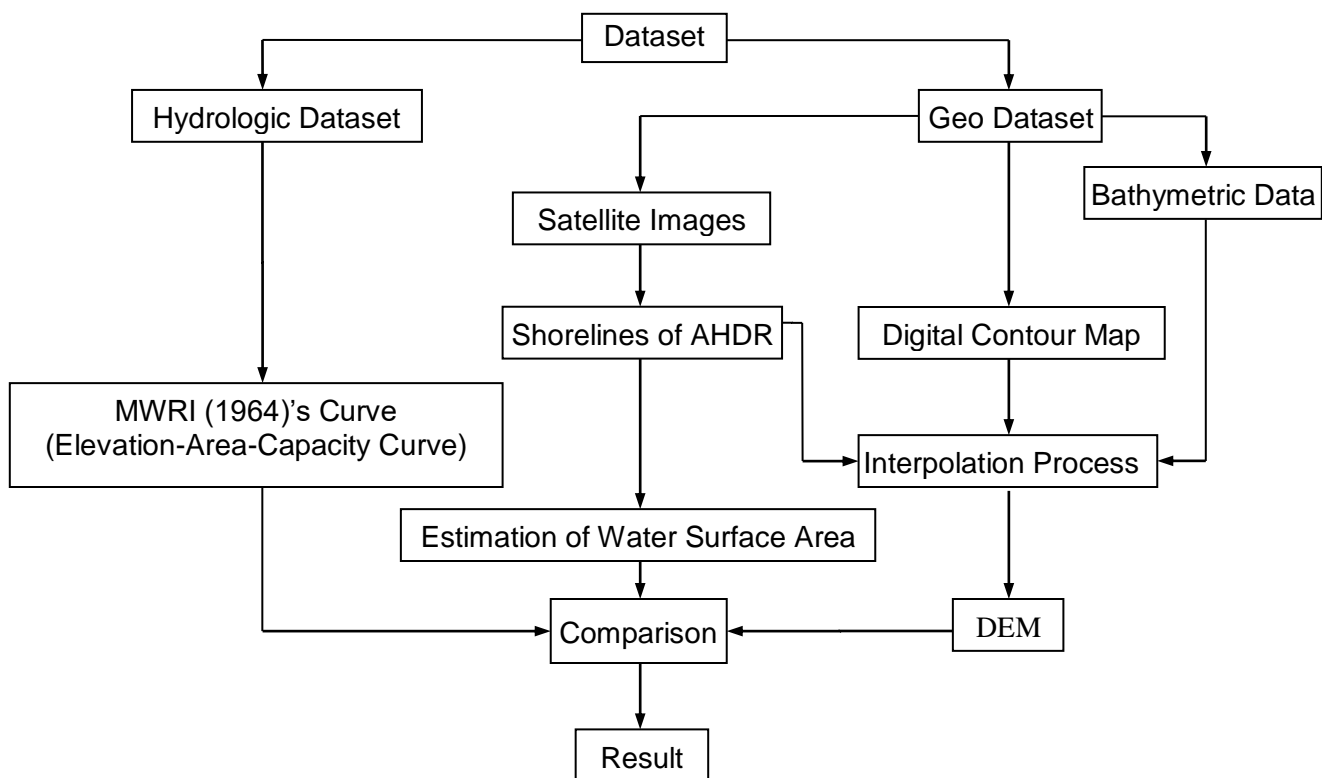 Dataset
Hydrologic Dataset
Geo Dataset
Bathymetric Data
Satellite Images
Shorelines of AHDR
Digital Contour Map
MWRI (1964)'s Curve
(Elevation-Area-Capacity Curve)
Interpolation Process
Estimation of Water Surface Area
Comparison
DEM
Result